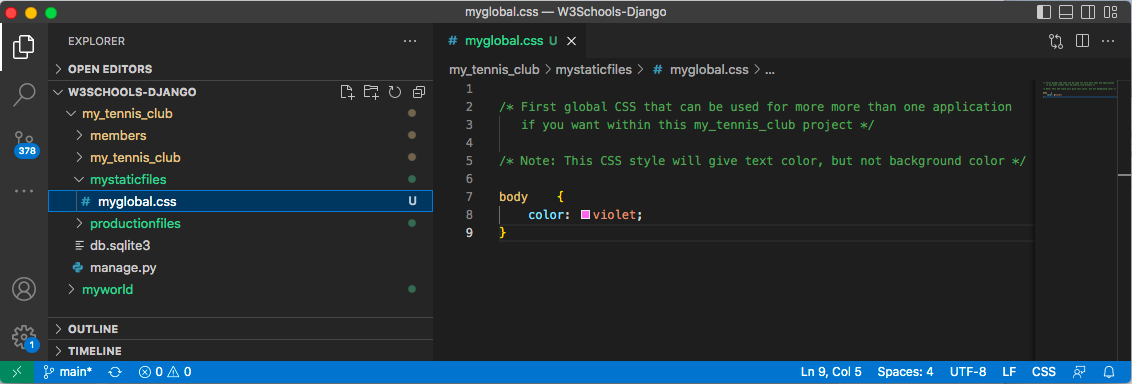 myglobal.css — W3Schools-Django
EXPLORER
OPEN EDITORS
W3SCHOOLS-DJANGO
my_tennis_club
members
my_tennis_club
mystaticfiles
# myglobal.css U
productionfiles
db.sqlite3
manage.py
myworld
OUTLINE
TIMELINE
378
1
# myglobal.css U
my_tennis_club > mystaticfiles > # myglobal.css > ...
1
2 /* First global CSS that can be used for more more than one application
3 if you want within this my_tennis_club project */
4
5 /* Note: This CSS style will give text color, but not background color */
6
7 body {
8 color: violet;
9 }
main* 0 0 Ln 9, Col 5 Spaces: 4 UTF-8 LF CSS